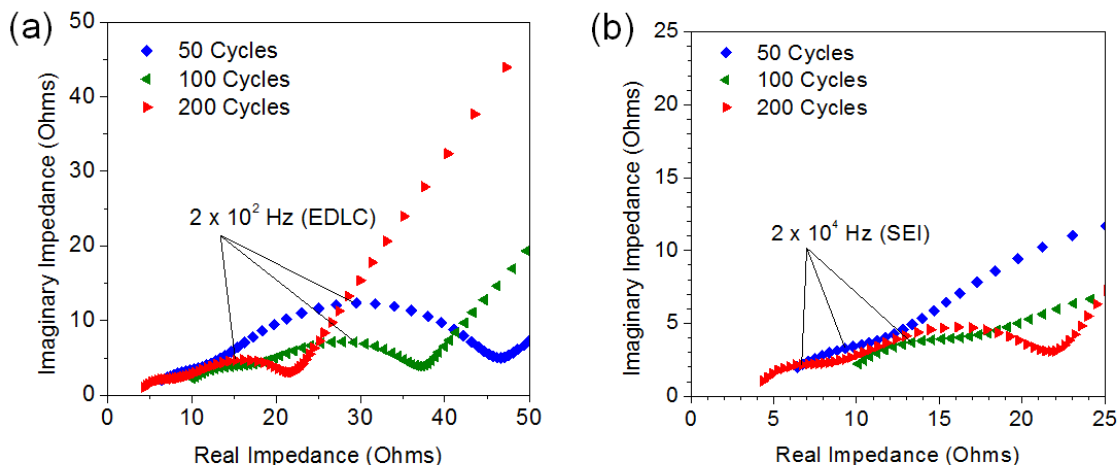 (a)
50
40
30
20
10
0
50 Cycles
100 Cycles
200 Cycles
2 x 10² Hz (EDLC)
Imaginary Impedance (Ohms)
0 10 20 30 40 50
Real Impedance (Ohms)
(b)
25
20
15
10
5
0
50 Cycles
100 Cycles
200 Cycles
2 x 10⁴ Hz (SEI)
Imaginary Impedance (Ohms)
0 5 10 15 20 25
Real Impedance (Ohms)